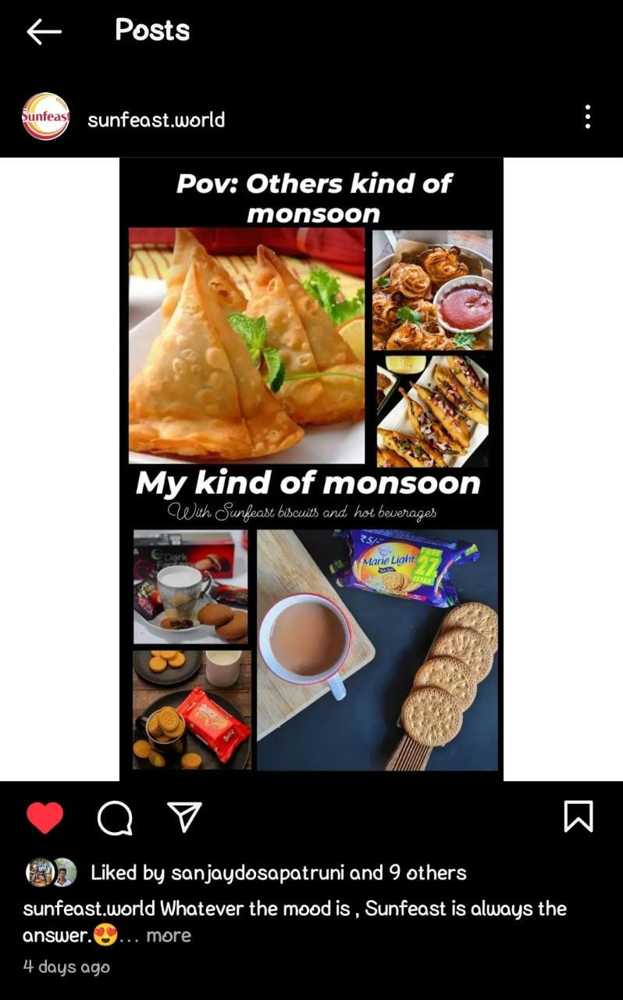 Posts
Sunfeast
sunfeast.world
Pov: Others kind of
monsoon
My kind of monsoon
With Sunfeast biscuits and hot beverages
Dark
₹5/-
Marie Light
FREE
27%
EXTRA
Liked by sanjaydosapatruni and 9 others
sunfeast.world Whatever the mood is , Sunfeast is always the
answer.😍... more
4 days ago